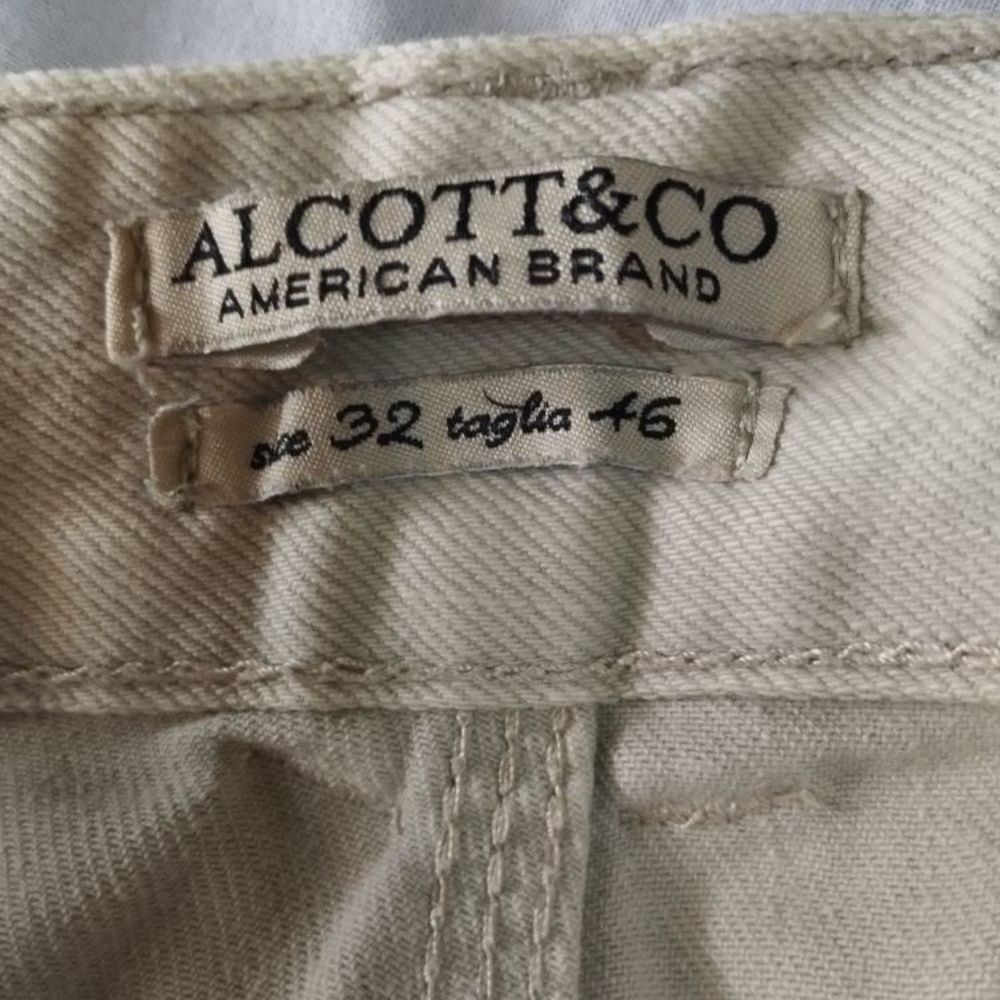 ALCOTT&CO
AMERICAN BRAND
size 32 taglia 46